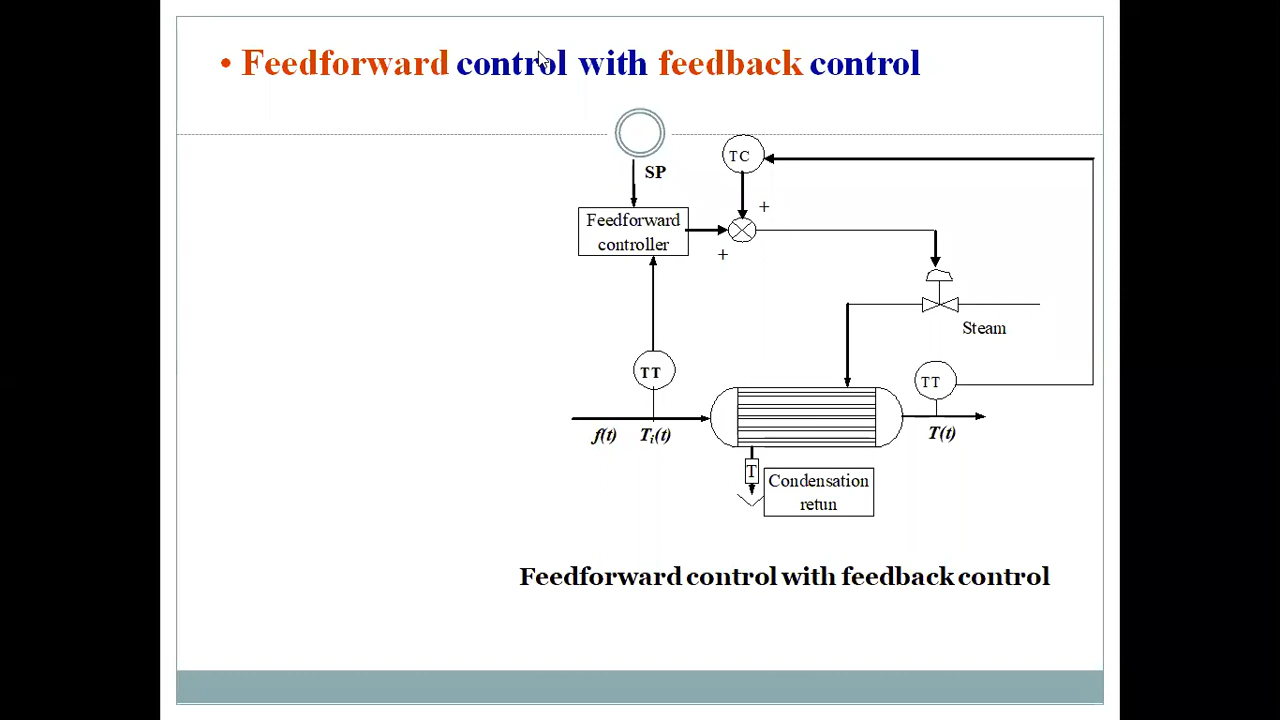 • Feedforward control with feedback control
TC
SP
+
Feedforward
controller
+
Steam
TT
TT
f(t) Tᵢ(t)
T(t)
T
Condensation
retun
Feedforward control with feedback control